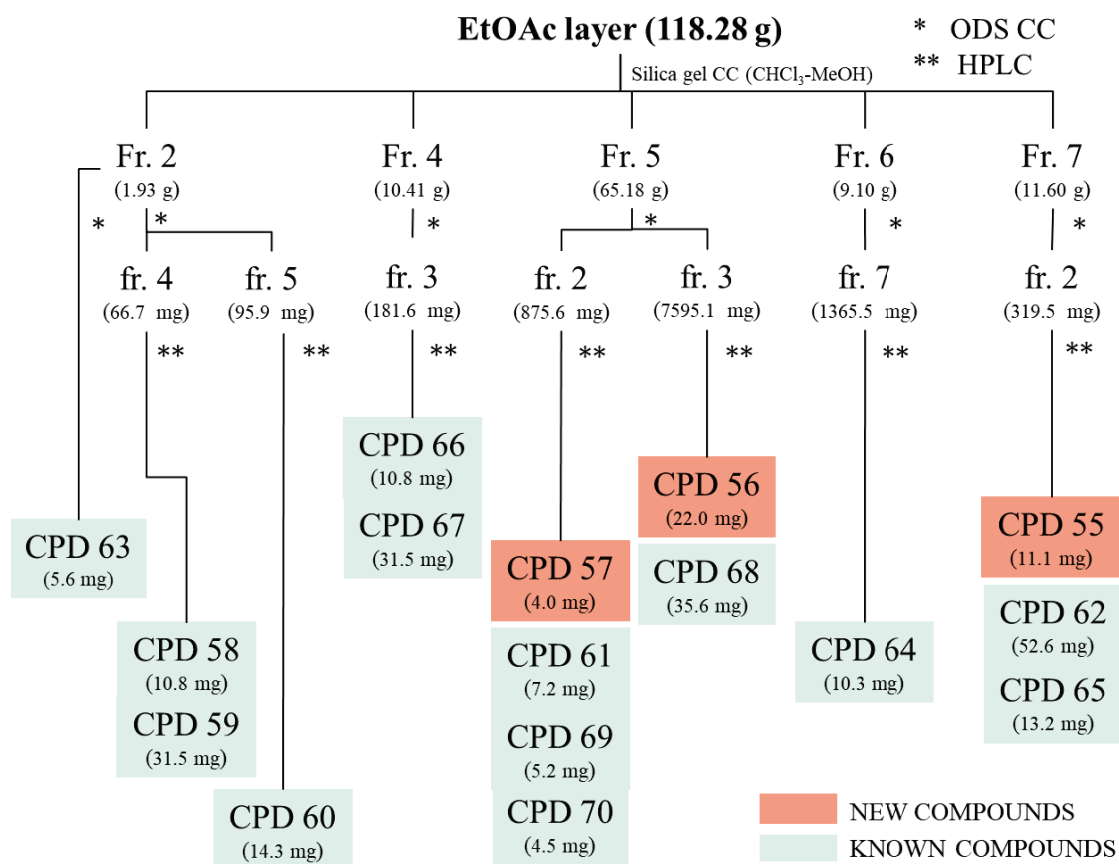 EtOAc layer (118.28 g)
* ODS CC
** HPLC
Silica gel CC (CHCl₃-MeOH)
Fr. 2
(1.93 g)
Fr. 4
(10.41 g)
Fr. 5
(65.18 g)
Fr. 6
(9.10 g)
Fr. 7
(11.60 g)
* * * * * *
fr. 4
(66.7 mg)
fr. 5
(95.9 mg)
fr. 3
(181.6 mg)
fr. 2
(875.6 mg)
fr. 3
(7595.1 mg)
fr. 7
(1365.5 mg)
fr. 2
(319.5 mg)
** ** ** ** ** ** **
CPD 63
(5.6 mg)
CPD 58
(10.8 mg)
CPD 59
(31.5 mg)
CPD 60
(14.3 mg)
CPD 66
(10.8 mg)
CPD 67
(31.5 mg)
CPD 57
(4.0 mg)
CPD 61
(7.2 mg)
CPD 69
(5.2 mg)
CPD 70
(4.5 mg)
CPD 56
(22.0 mg)
CPD 68
(35.6 mg)
CPD 64
(10.3 mg)
CPD 55
(11.1 mg)
CPD 62
(52.6 mg)
CPD 65
(13.2 mg)
NEW COMPOUNDS
KNOWN COMPOUNDS